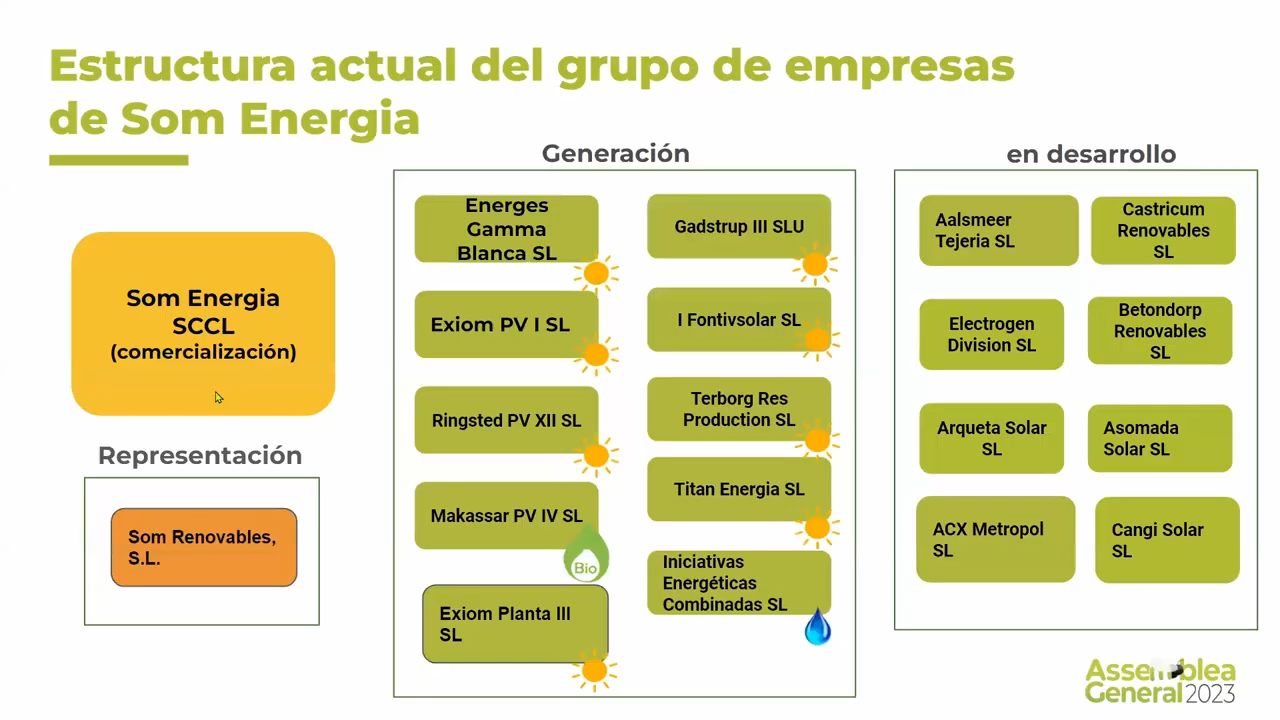 Estructura actual del grupo de empresas
de Som Energia
Generación
en desarrollo
Som Energia
SCCL
(comercialización)
Representación
Som Renovables,
S.L.
Energes
Gamma
Blanca SL
Exiom PV I SL
Ringsted PV XII SL
Makassar PV IV SL
Bio
Exiom Planta III
SL
Gadstrup III SLU
I Fontivsolar SL
Terborg Res
Production SL
Titan Energia SL
Iniciativas
Energéticas
Combinadas SL
Aalsmeer
Tejeria SL
Castricum
Renovables
SL
Electrogen
Division SL
Betondorp
Renovables
SL
Arqueta Solar
SL
Asomada
Solar SL
ACX Metropol
SL
Cangi Solar
SL
Assemblea
General2023